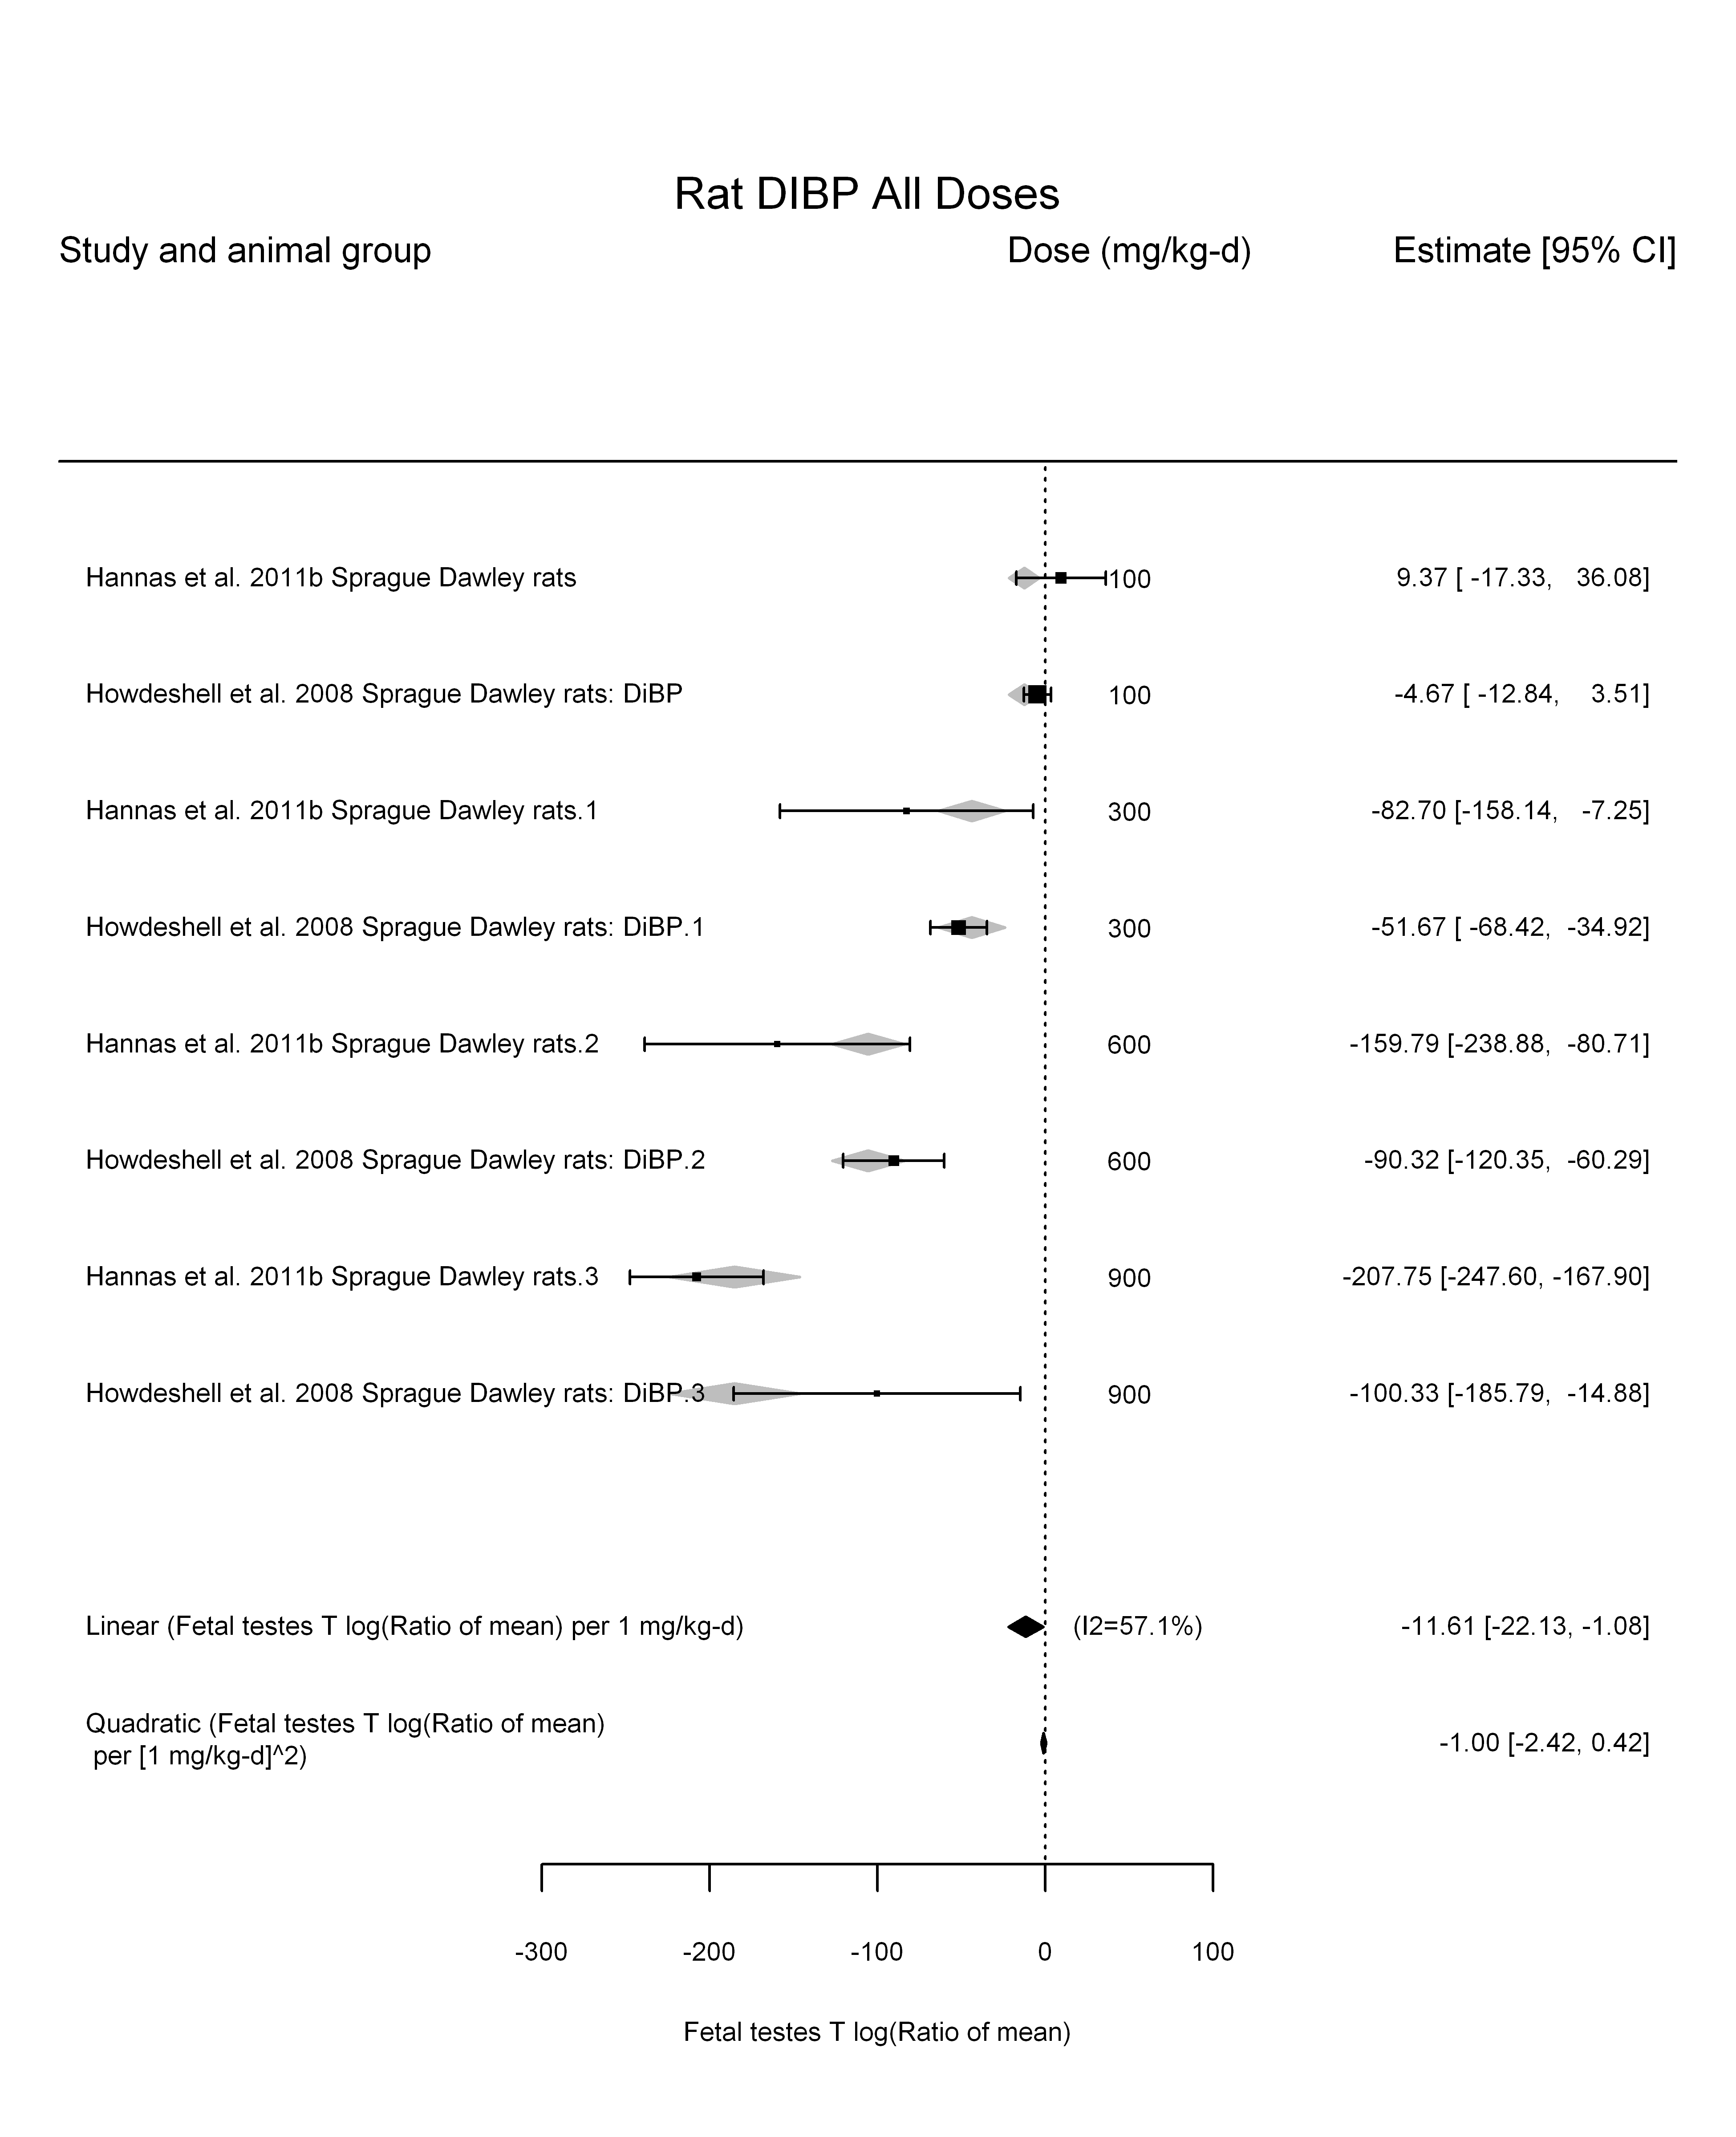 Rat DIBP All Doses
Study and animal group Dose (mg/kg-d) Estimate [95% CI]
Hannas et al. 2011b Sprague Dawley rats 100 9.37 [ -17.33, 36.08]
Howdeshell et al. 2008 Sprague Dawley rats: DiBP 100 -4.67 [ -12.84, 3.51]
Hannas et al. 2011b Sprague Dawley rats.1 300 -82.70 [-158.14, -7.25]
Howdeshell et al. 2008 Sprague Dawley rats: DiBP.1 300 -51.67 [ -68.42, -34.92]
Hannas et al. 2011b Sprague Dawley rats.2 600 -159.79 [-238.88, -80.71]
Howdeshell et al. 2008 Sprague Dawley rats: DiBP.2 600 -90.32 [-120.35, -60.29]
Hannas et al. 2011b Sprague Dawley rats.3 900 -207.75 [-247.60, -167.90]
Howdeshell et al. 2008 Sprague Dawley rats: DiBP.3 900 -100.33 [-185.79, -14.88]
Linear (Fetal testes T log(Ratio of mean) per 1 mg/kg-d) (I2=57.1%) -11.61 [-22.13, -1.08]
Quadratic (Fetal testes T log(Ratio of mean)
per [1 mg/kg-d]^2) -1.00 [-2.42, 0.42]
-300 -200 -100 0 100
Fetal testes T log(Ratio of mean)